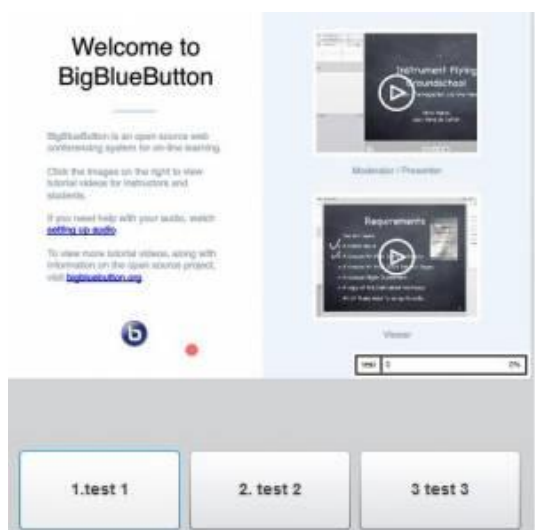 Welcome to
BigBlueButton
BigBlueButton is an open source web
conferencing system for on-line learning.
Click the images on the right to view
tutorial videos for instructors and
students.
If you need help with your audio, watch
setting up audio.
To view more tutorial videos, along with
information on the open source project,
visit bigbluebutton.org.
b
Instrument Flying
Groundschool
Moderator / Presenter
Requirements
Viewer
0
0%
1.test 1
2. test 2
3 test 3